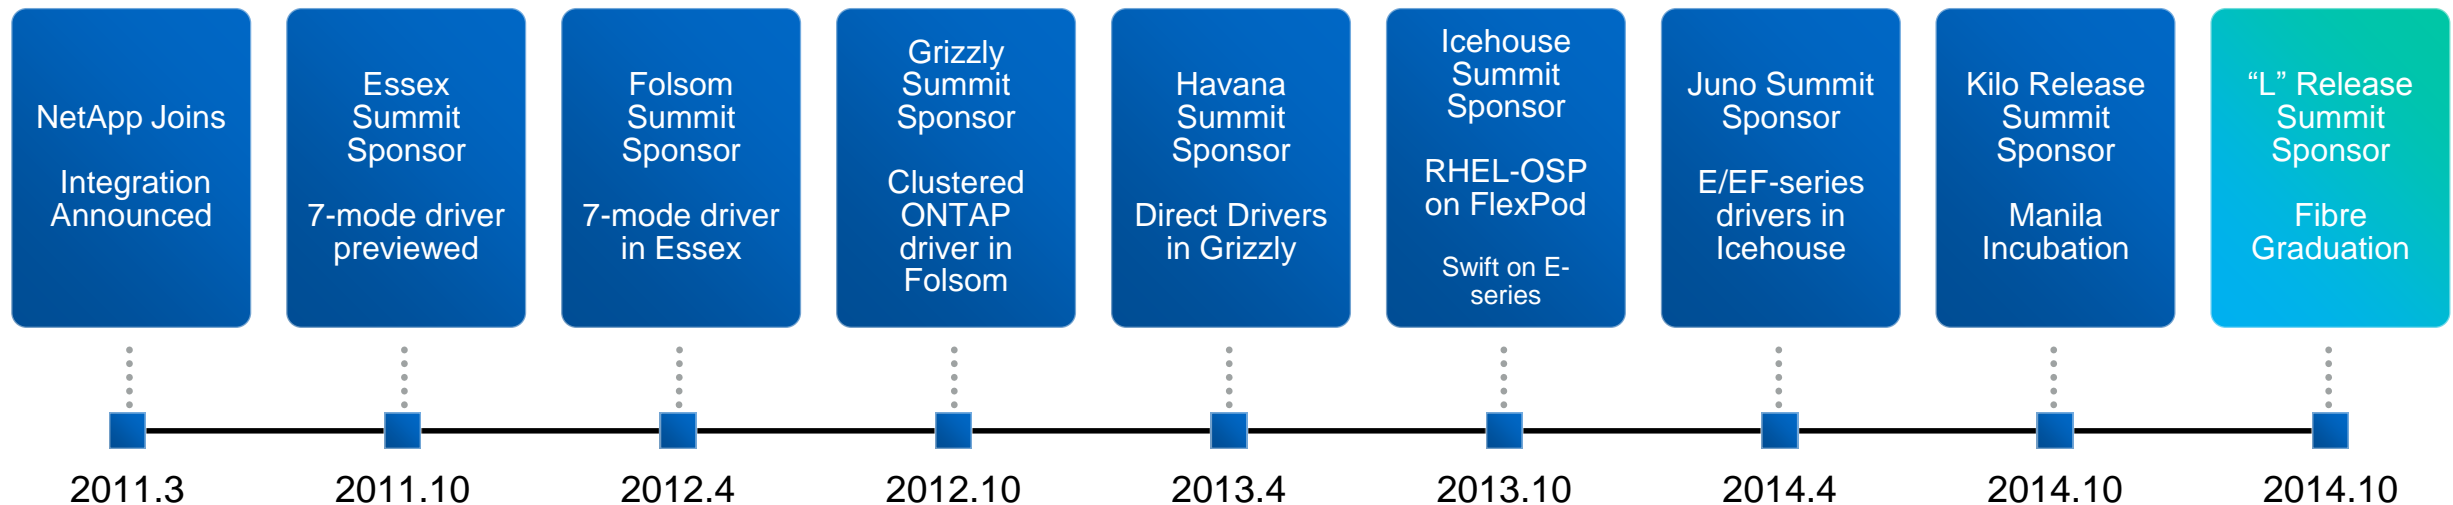 NetApp Joins
Integration
Announced
Essex
Summit
Sponsor
7-mode driver
previewed
Folsom
Summit
Sponsor
7-mode driver
in Essex
Grizzly
Summit
Sponsor
Clustered
ONTAP
driver in
Folsom
Havana
Summit
Sponsor
Direct Drivers
in Grizzly
Icehouse
Summit
Sponsor
RHEL-OSP
on FlexPod
Swift on E-
series
Juno Summit
Sponsor
E/EF-series
drivers in
Icehouse
Kilo Release
Summit
Sponsor
Manila
Incubation
“L” Release
Summit
Sponsor
Fibre
Graduation
2011.3
2011.10
2012.4
2012.10
2013.4
2013.10
2014.4
2014.10
2014.10